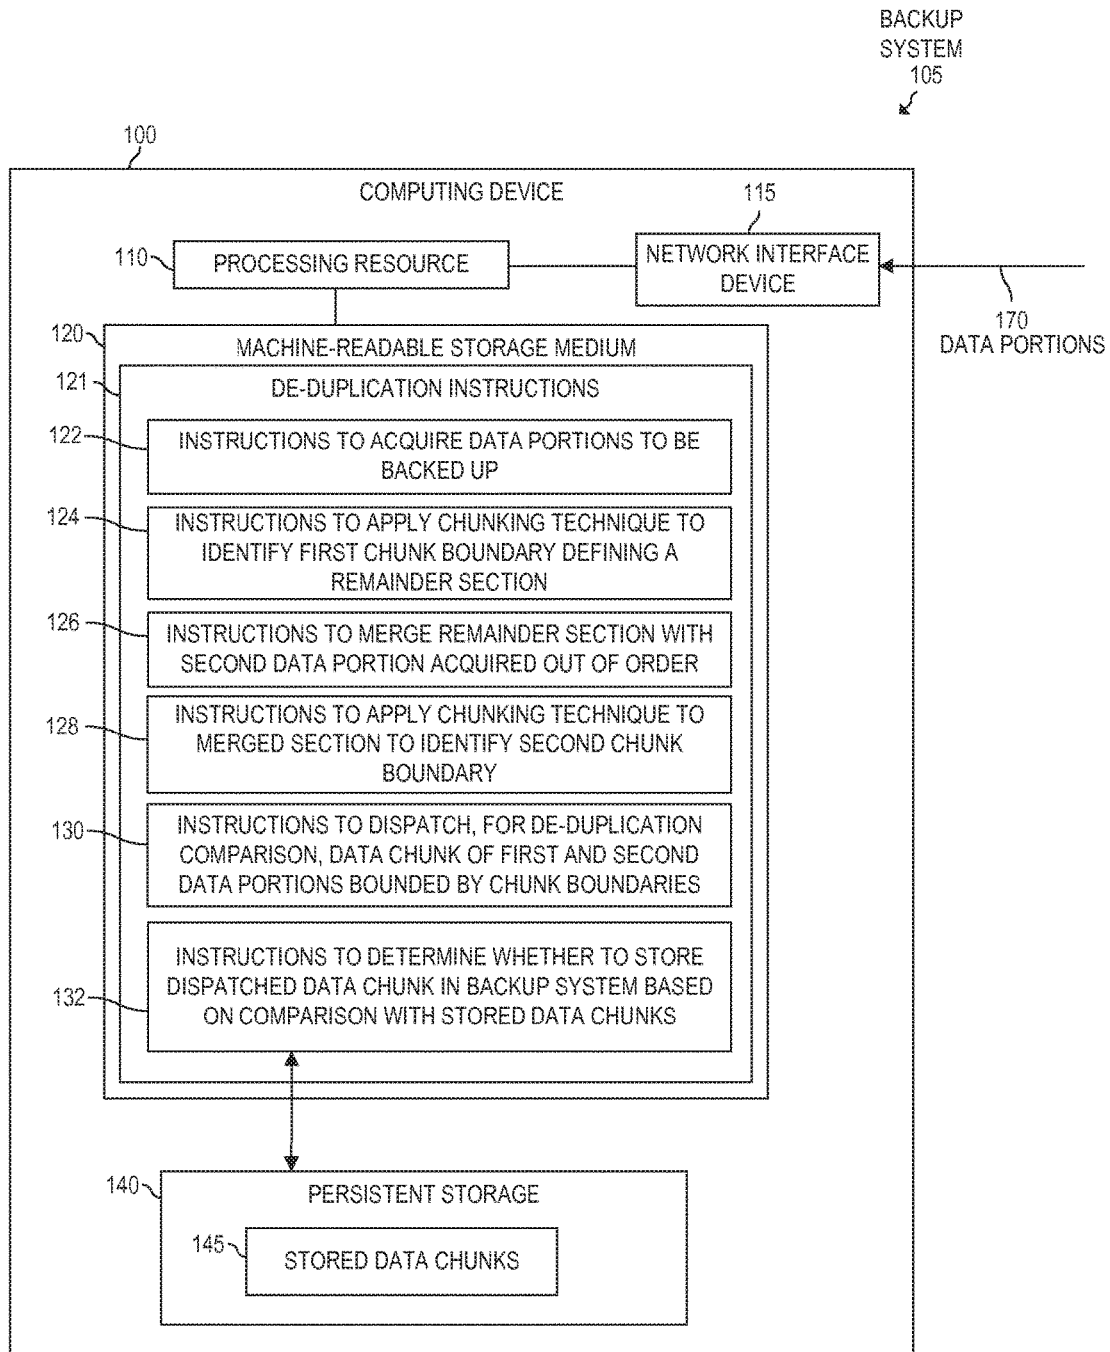 BACKUP
SYSTEM
105
100
COMPUTING DEVICE
115
110
PROCESSING RESOURCE
NETWORK INTERFACE
DEVICE
170
DATA PORTIONS
120
MACHINE-READABLE STORAGE MEDIUM
121
DE-DUPLICATION INSTRUCTIONS
122
INSTRUCTIONS TO ACQUIRE DATA PORTIONS TO BE
BACKED UP
124
INSTRUCTIONS TO APPLY CHUNKING TECHNIQUE TO
IDENTIFY FIRST CHUNK BOUNDARY DEFINING A
REMAINDER SECTION
126
INSTRUCTIONS TO MERGE REMAINDER SECTION WITH
SECOND DATA PORTION ACQUIRED OUT OF ORDER
128
INSTRUCTIONS TO APPLY CHUNKING TECHNIQUE TO
MERGED SECTION TO IDENTIFY SECOND CHUNK
BOUNDARY
130
INSTRUCTIONS TO DISPATCH, FOR DE-DUPLICATION
COMPARISON, DATA CHUNK OF FIRST AND SECOND
DATA PORTIONS BOUNDED BY CHUNK BOUNDARIES
132
INSTRUCTIONS TO DETERMINE WHETHER TO STORE
DISPATCHED DATA CHUNK IN BACKUP SYSTEM BASED
ON COMPARISON WITH STORED DATA CHUNKS
140
PERSISTENT STORAGE
145
STORED DATA CHUNKS